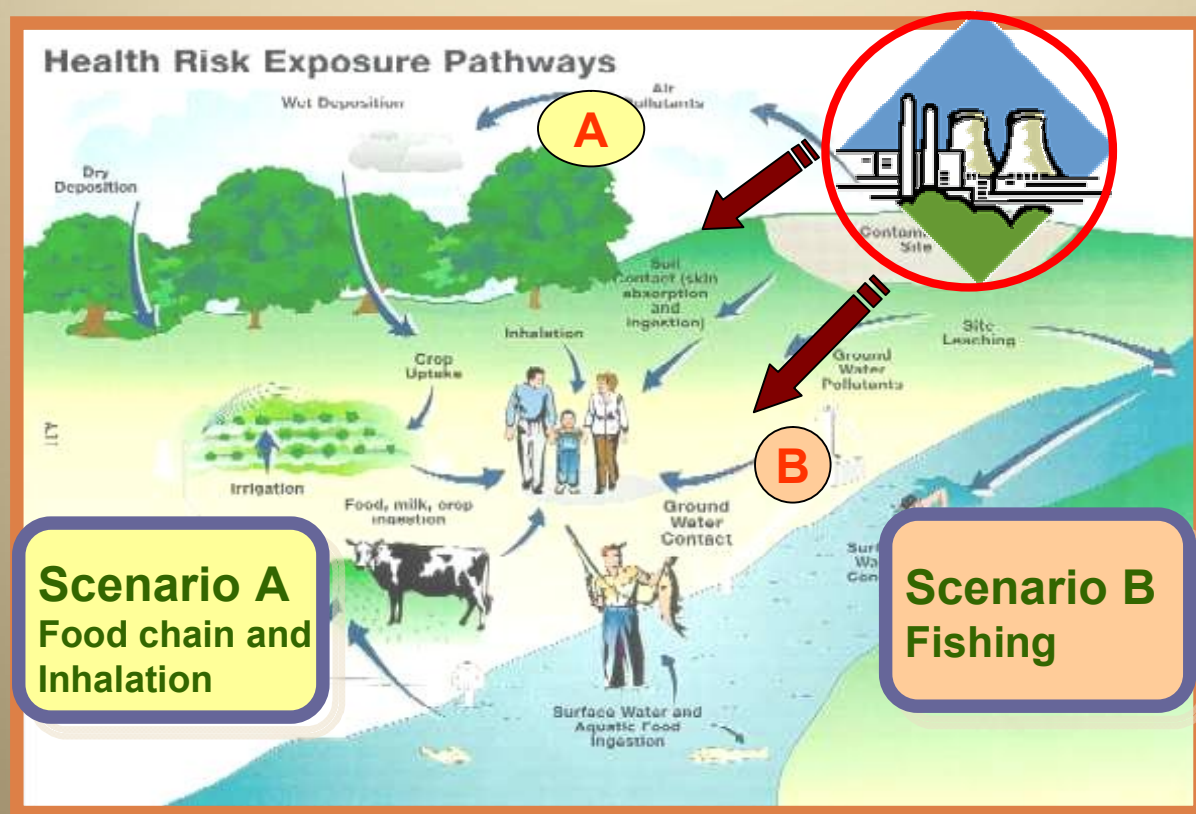 Health Risk Exposure Pathways
Wet Deposition
Air
Pollutants
A
Dry
Deposition
Site
Soil
Contact (skin
absorption
and
ingestion)
Inhalation
Site
Leaching
Crop
Uptake
Ground
Water
Pollutants
B
Irrigation
Food, milk, crop
ingestion
Ground
Water
Contact
Scenario A
Food chain and
Inhalation
Scenario B
Fishing
Surface Water and
Aquatic Food
Ingestion